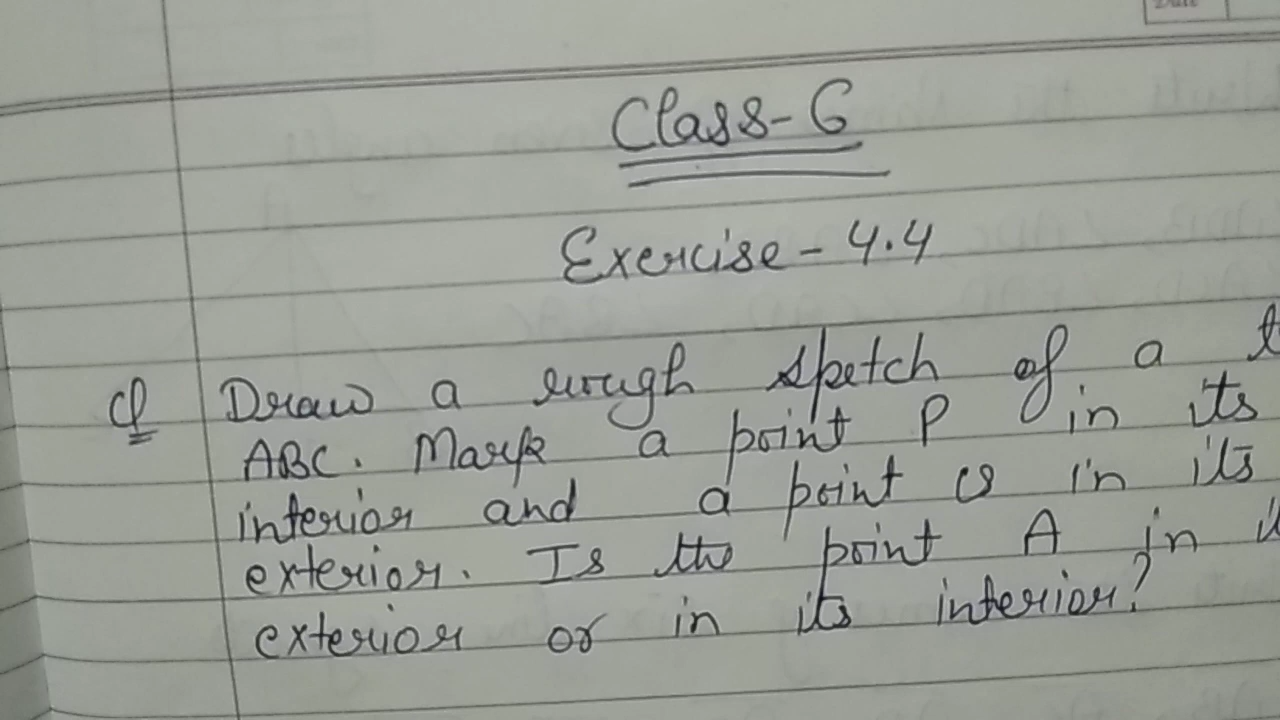 Date
Class-6
Exercise - 4.4
Q Draw a rough sketch of a
ABC. Mark a point P in its
interior and a point Q in its
exterior. Is the point A in
exterior or in its interior?